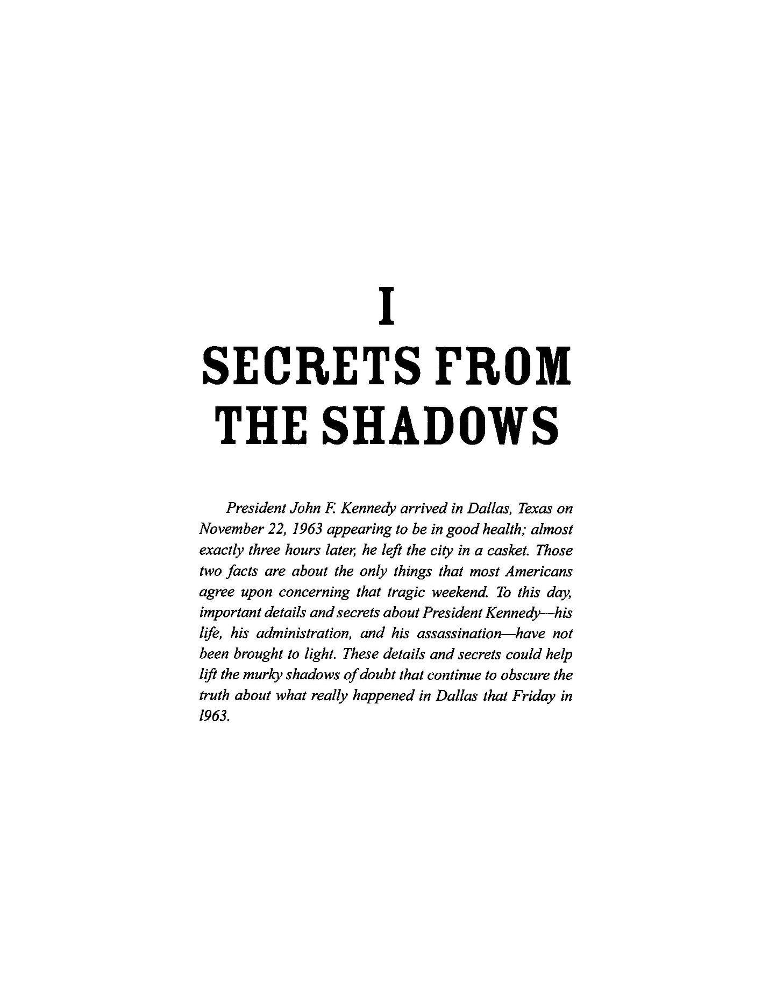 I
SECRETS FROM
THE SHADOWS
President John F. Kennedy arrived in Dallas, Texas on
November 22, 1963 appearing to be in good health; almost
exactly three hours later, he left the city in a casket. Those
two facts are about the only things that most Americans
agree upon concerning that tragic weekend. To this day,
important details and secrets about President Kennedy—his
life, his administration, and his assassination—have not
been brought to light. These details and secrets could help
lift the murky shadows of doubt that continue to obscure the
truth about what really happened in Dallas that Friday in
1963.